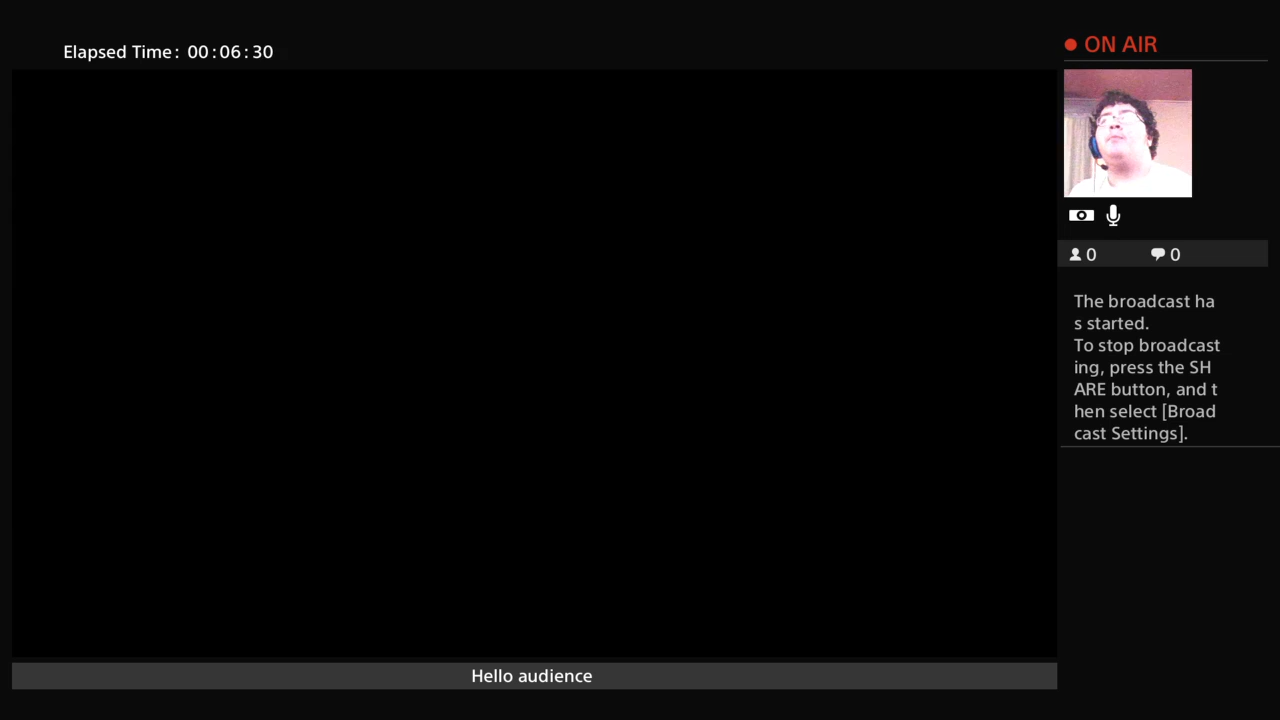 Elapsed Time: 00:06:30
ON AIR
0 0
The broadcast ha
s started.
To stop broadcast
ing, press the SH
ARE button, and t
hen select [Broad
cast Settings].
Hello audience